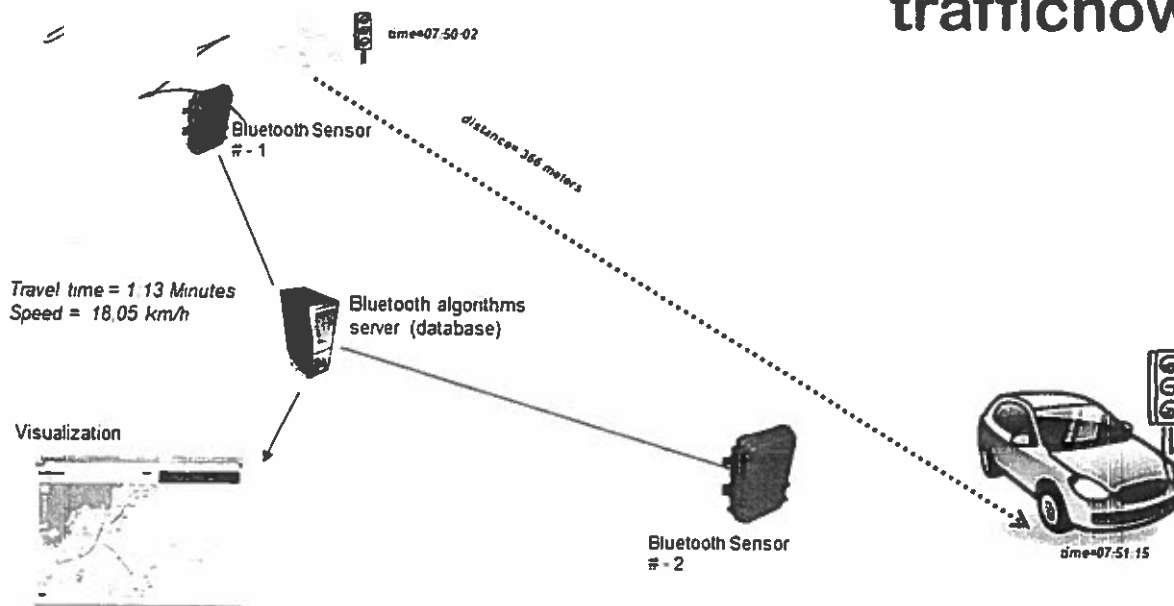 trafficnow
time=07:50:02
Bluetooth Sensor
# - 1
distance= 366 meters
Travel time = 1.13 Minutes
Speed = 18,05 km/h
Bluetooth algorithms
server (database)
Visualization
Bluetooth Sensor
# - 2
time=07:51:15